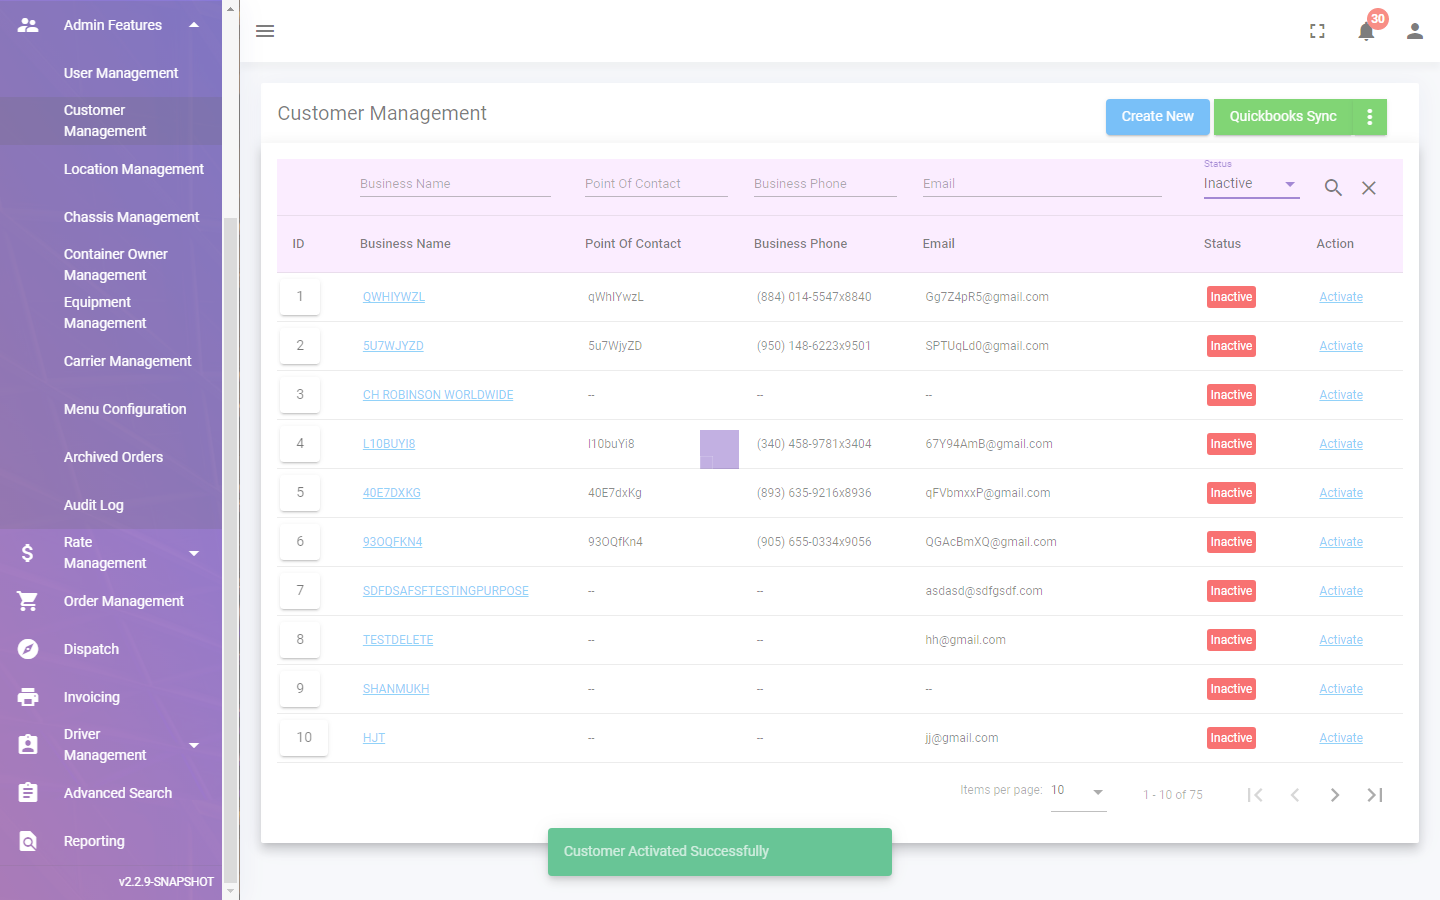 Admin Features
User Management
Customer
Management
Location Management
Chassis Management
Container Owner
Management
Equipment
Management
Carrier Management
Menu Configuration
Archived Orders
Audit Log
Rate
Management
Order Management
Dispatch
Invoicing
Driver
Management
Advanced Search
Reporting
v2.2.9-SNAPSHOT
30
Customer Management
Create New
Quickbooks Sync
Status
Business Name Point Of Contact Business Phone Email Inactive
ID Business Name Point Of Contact Business Phone Email Status Action
1 QWHIYWZL qWhIYwzL (884) 014-5547x8840 Gg7Z4pR5@gmail.com Inactive Activate
2 5U7WJYZD 5u7WjyZD (950) 148-6223x9501 SPTUqLd0@gmail.com Inactive Activate
3 CH ROBINSON WORLDWIDE -- -- -- Inactive Activate
4 L10BUYI8 l10buYi8 (340) 458-9781x3404 67Y94AmB@gmail.com Inactive Activate
5 40E7DXKG 40E7dxKg (893) 635-9216x8936 qFVbmxxP@gmail.com Inactive Activate
6 93OQFKN4 93OQfKn4 (905) 655-0334x9056 QGAcBmXQ@gmail.com Inactive Activate
7 SDFDSAFSFTESTINGPURPOSE -- -- asdasd@sdfgsdf.com Inactive Activate
8 TESTDELETE -- -- hh@gmail.com Inactive Activate
9 SHANMUKH -- -- -- Inactive Activate
10 HJT -- -- jj@gmail.com Inactive Activate
Items per page: 10 1 - 10 of 75
Customer Activated Successfully